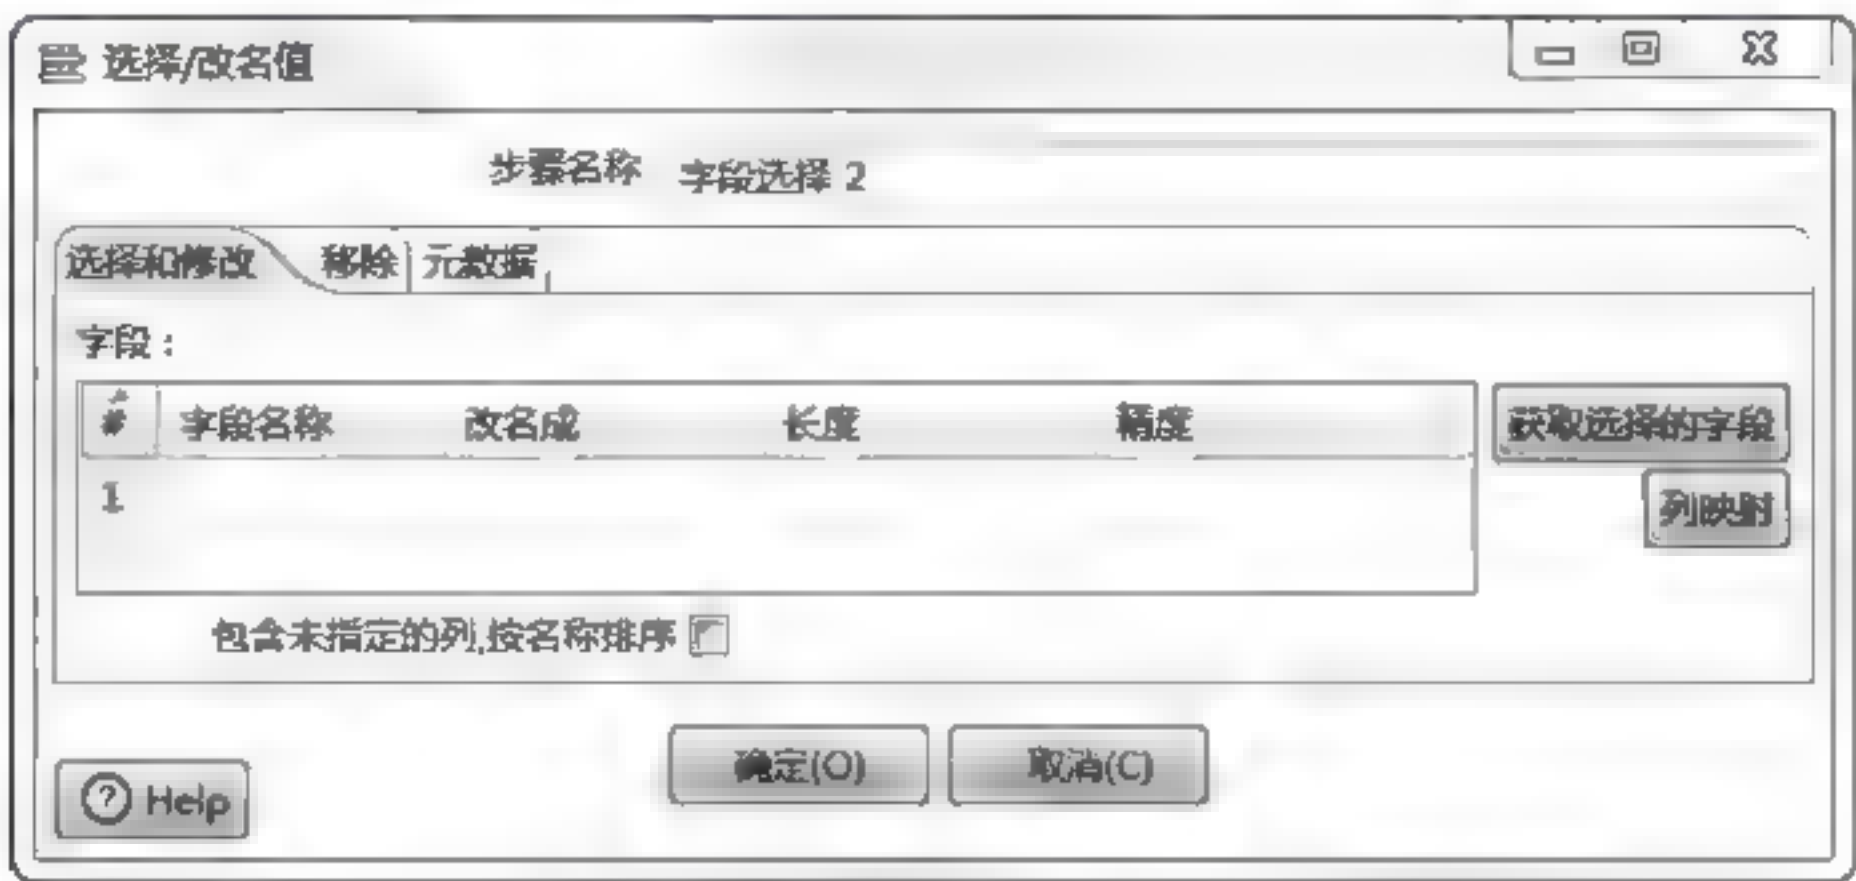 选择/改名值
步骤名称 字段选择 2
选择和修改 移除 元数据
字段：
# 字段名称 改名成 长度 精度 获取选择的字段
1
列映射
包含未指定的列,按名称排序
确定(O) 取消(C)
Help